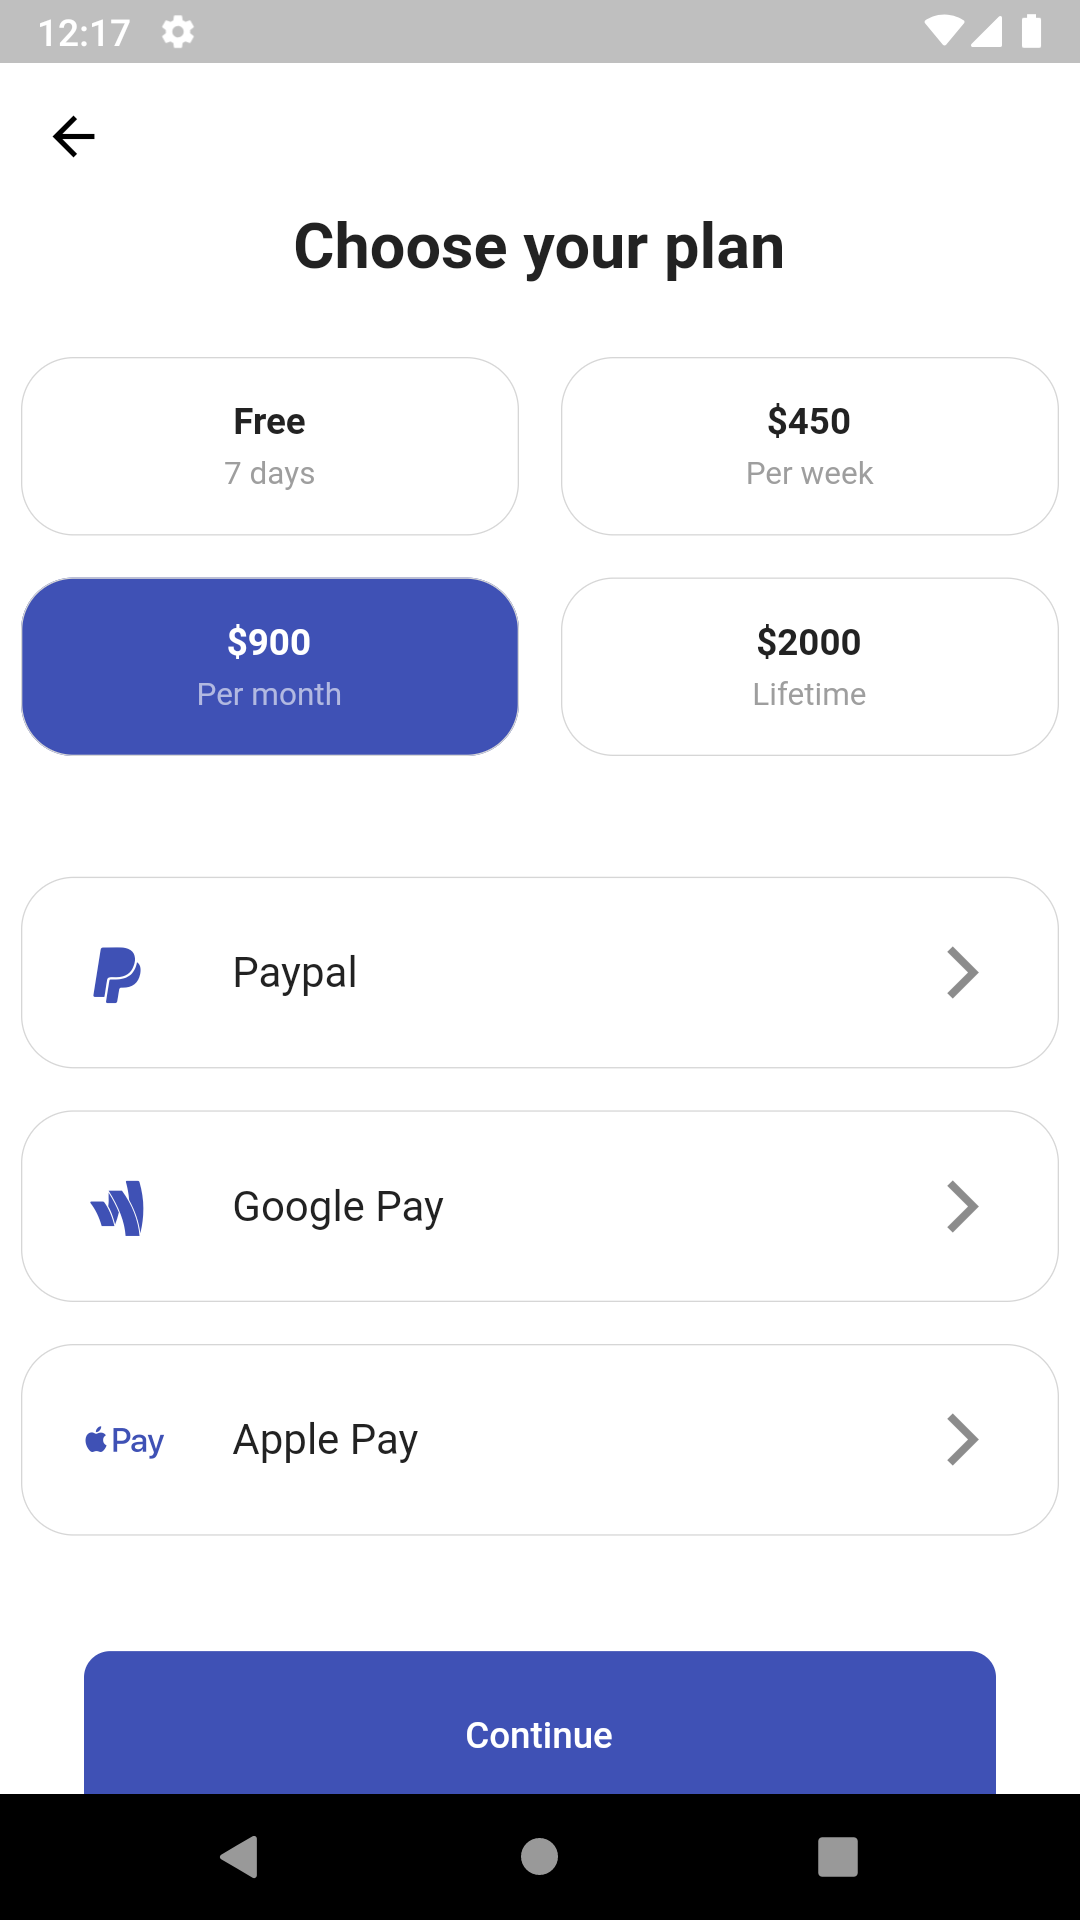 12:17
Choose your plan
Free
7 days
$450
Per week
$900
Per month
$2000
Lifetime
Paypal
Google Pay
Pay
Apple Pay
Continue